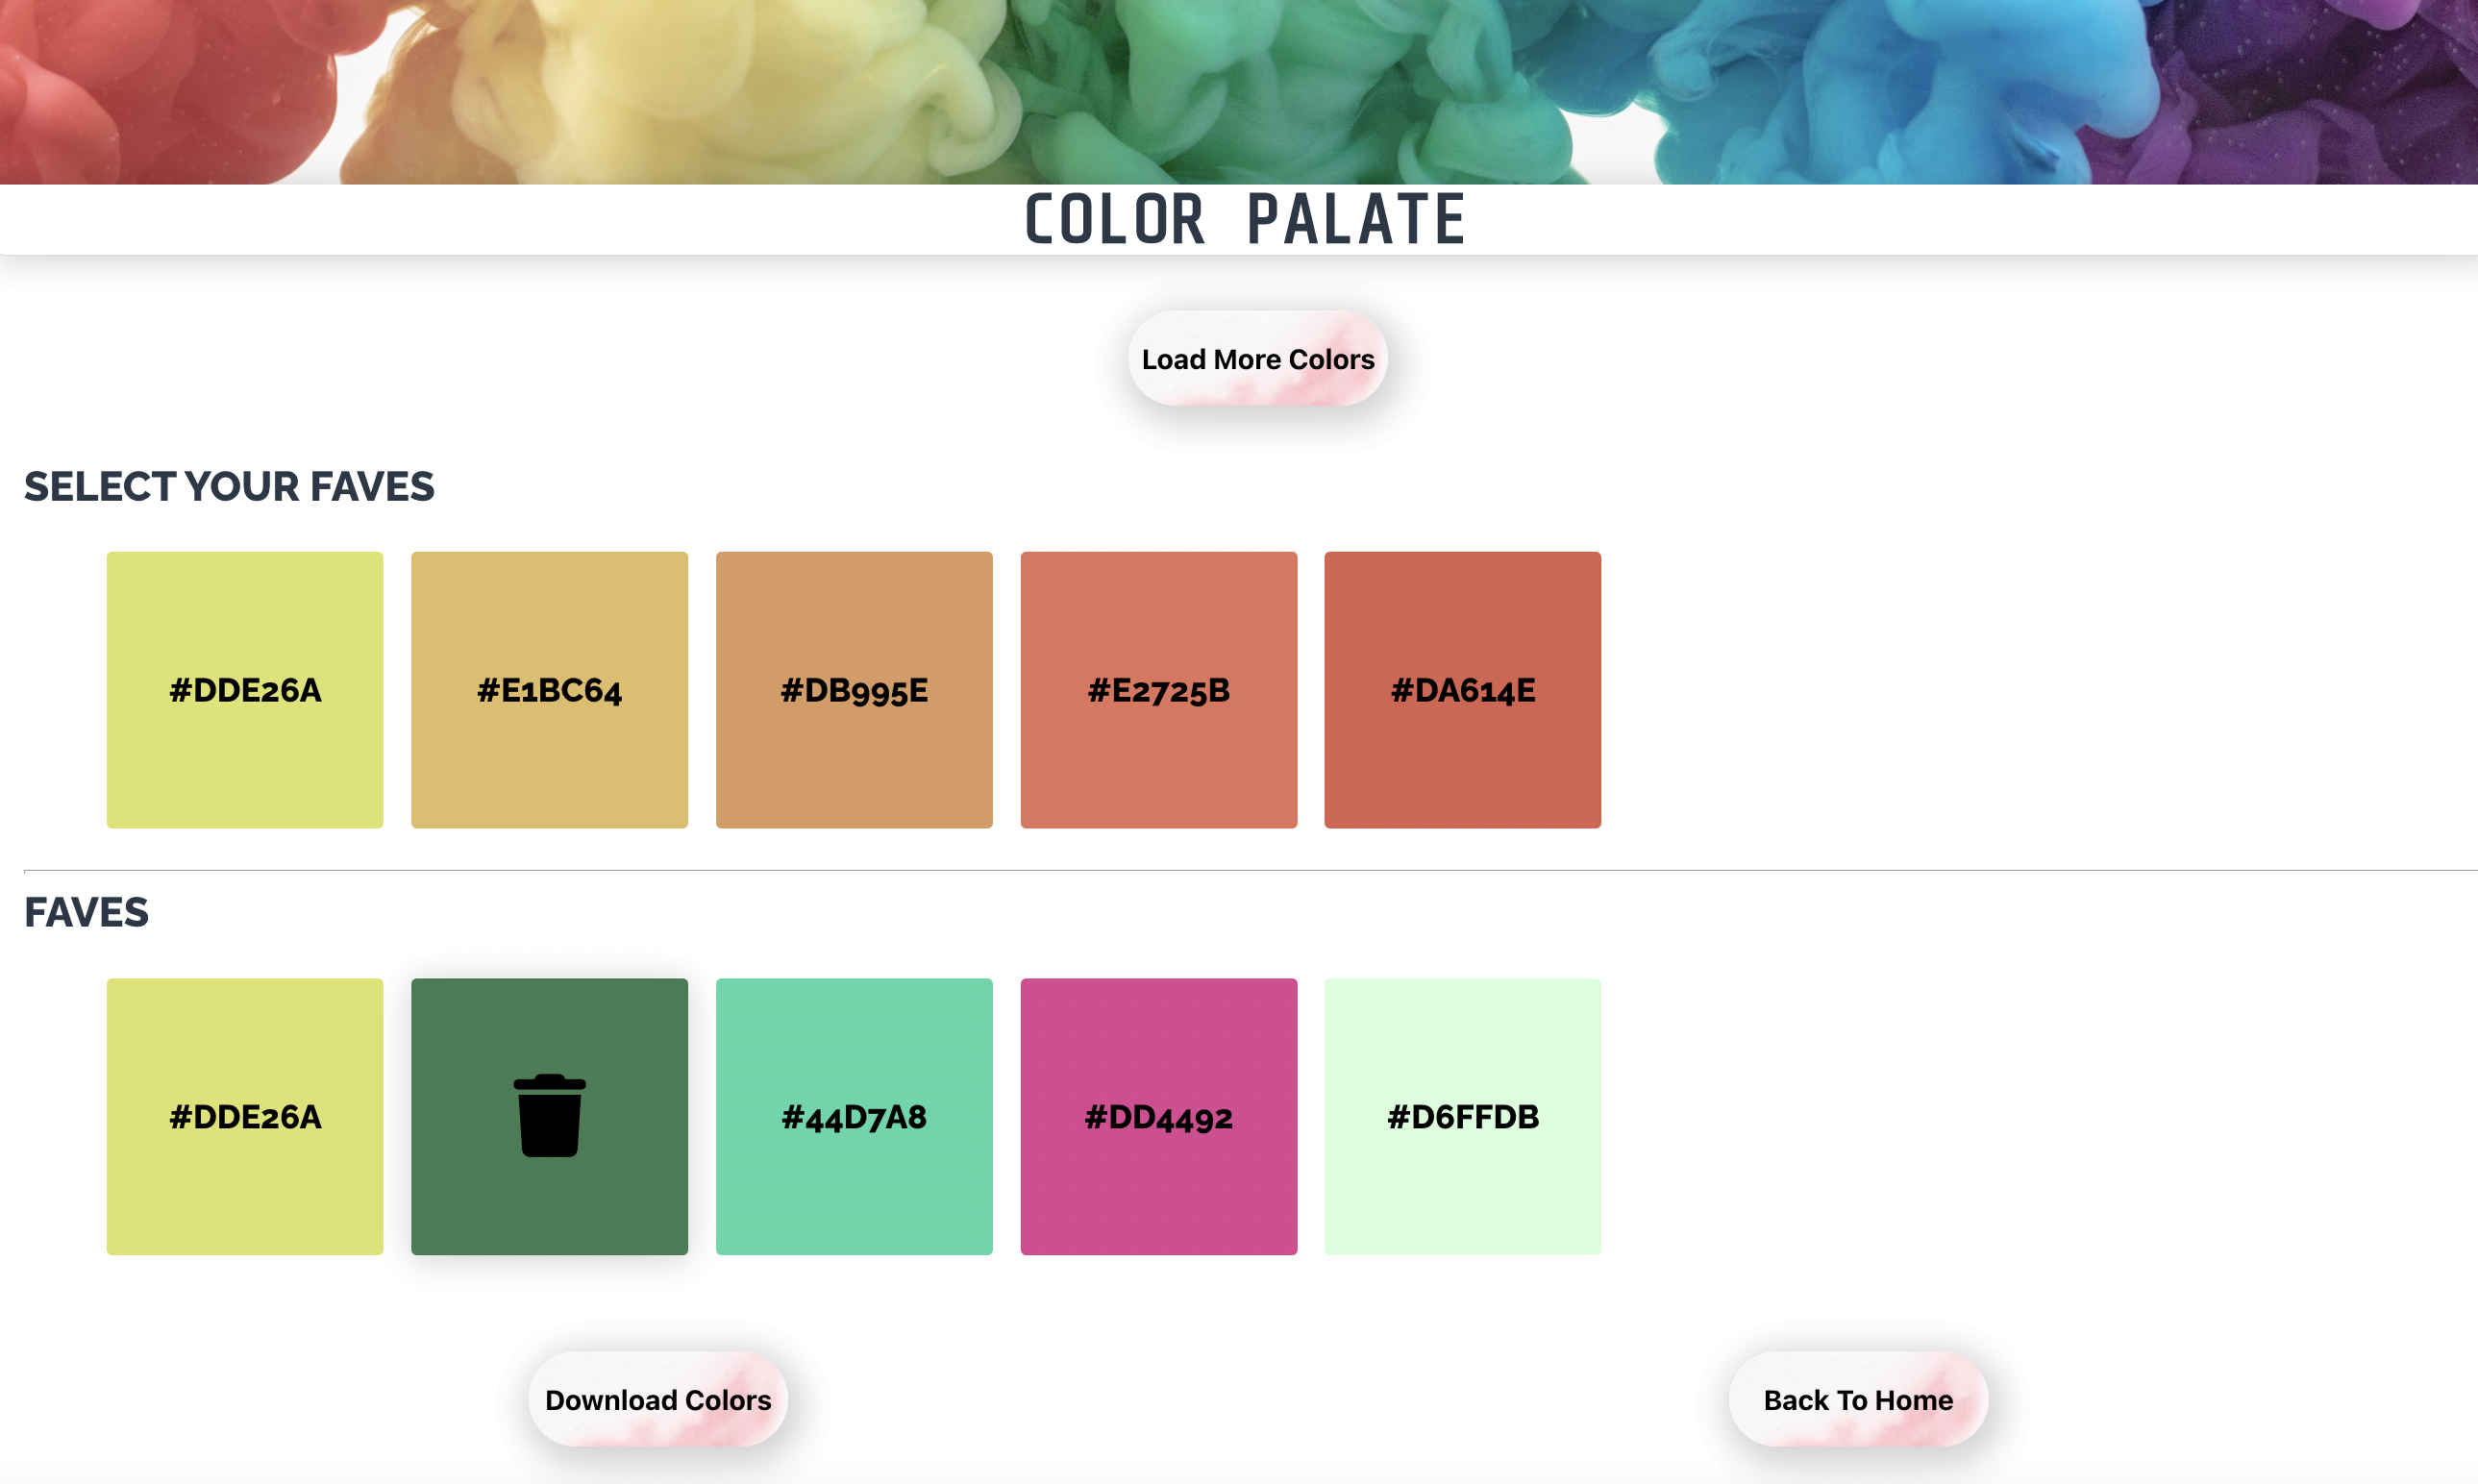 COLOR PALATE
Load More Colors
SELECT YOUR FAVES
#DDE26A #E1BC64 #DB995E #E2725B #DA614E
FAVES
#DDE26A #44D7A8 #DD4492 #D6FFDB
Download Colors Back To Home